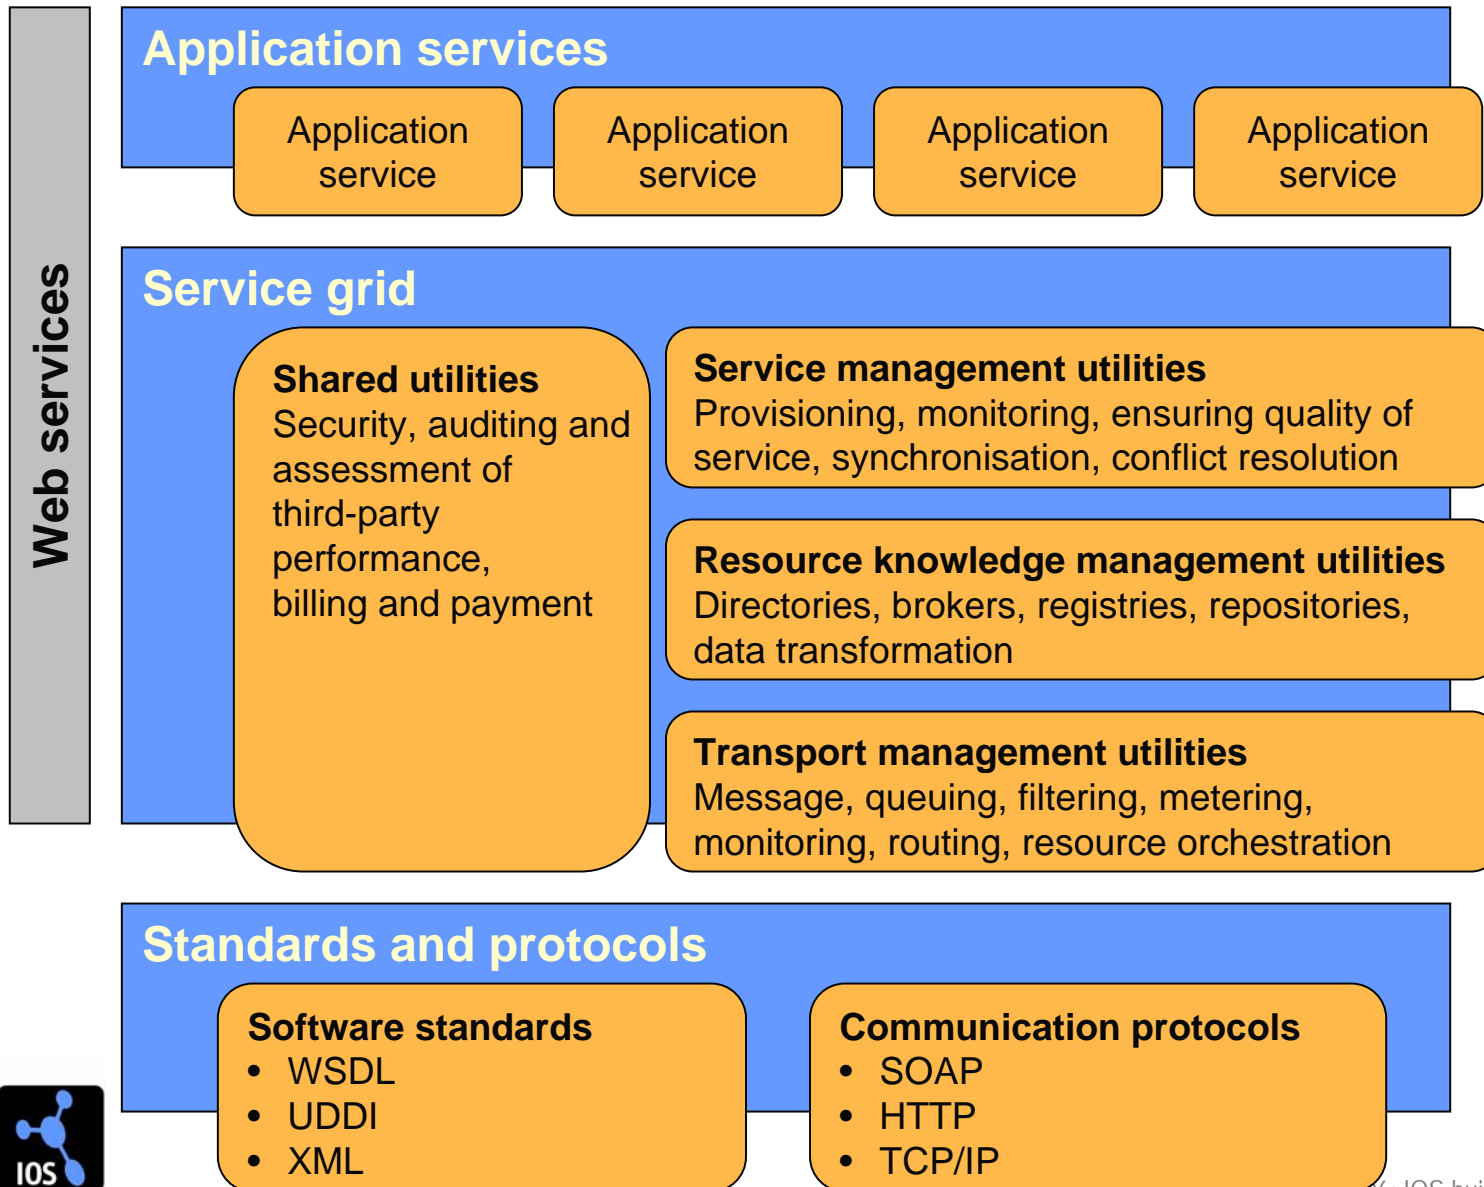 Application services
Application
service
Application
service
Application
service
Application
service
Web services
Service grid
Shared utilities
Security, auditing and
assessment of
third-party
performance,
billing and payment
Service management utilities
Provisioning, monitoring, ensuring quality of
service, synchronisation, conflict resolution
Resource knowledge management utilities
Directories, brokers, registries, repositories,
data transformation
Transport management utilities
Message, queuing, filtering, metering,
monitoring, routing, resource orchestration
Standards and protocols
Software standards
• WSDL
• UDDI
• XML
Communication protocols
• SOAP
• HTTP
• TCP/IP
IOS
IOS